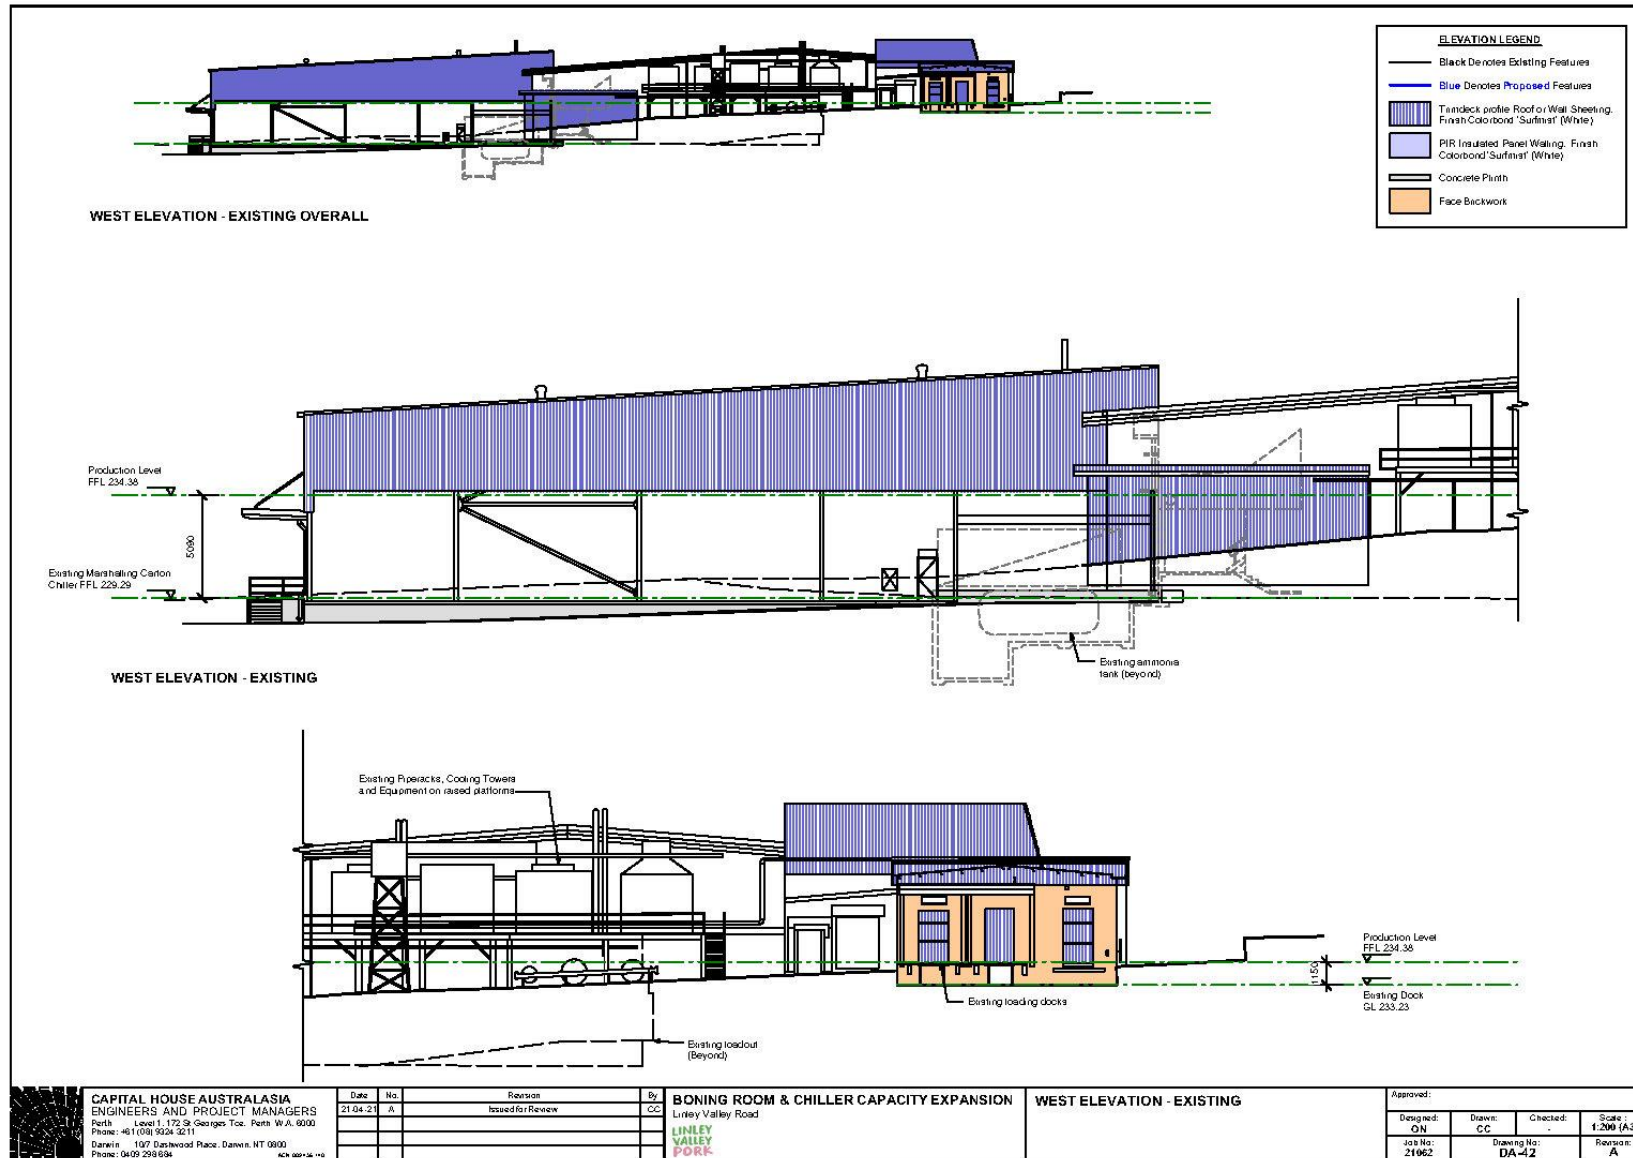 ELEVATION LEGEND
Black Denotes Existing Features
Blue Denotes Proposed Features
Trimdeck profile Roof or Wall Sheeting.
Finish Colorbond 'Surfmist' (White)
PIR Insulated Panel Walling. Finish
Colorbond 'Surfmist' (White)
Concrete Plinth
Face Brickwork
WEST ELEVATION - EXISTING OVERALL
Production Level
FFL 234.38
5090
Existing Marshalling Carton
Chiller FFL 229.29
Existing ammonia
tank (beyond)
WEST ELEVATION - EXISTING
Existing Piperacks, Cooling Towers
and Equipment on raised platforms
Production Level
FFL 234.38
1150
Existing Dock
GL 233.23
Existing loading docks
Existing loadout
(Beyond)
CAPITAL HOUSE AUSTRALASIA
ENGINEERS AND PROJECT MANAGERS
Perth Level 1, 172 St Georges Tce. Perth W.A. 6000
Phone: +61 (08) 9324 3211
Darwin 10/7 Dashwood Place. Darwin. NT 0800
Phone: 0409 298 684
Date No. Revision By
21-04-21 A Issued for Review CC
BONING ROOM & CHILLER CAPACITY EXPANSION
Linley Valley Road
LINLEY
VALLEY
PORK
WEST ELEVATION - EXISTING
Approved:
Designed: Drawn: Checked: Scale :
ON CC - 1:200 (A3
Job No: Drawing No: Revision:
21062 DA-42 A